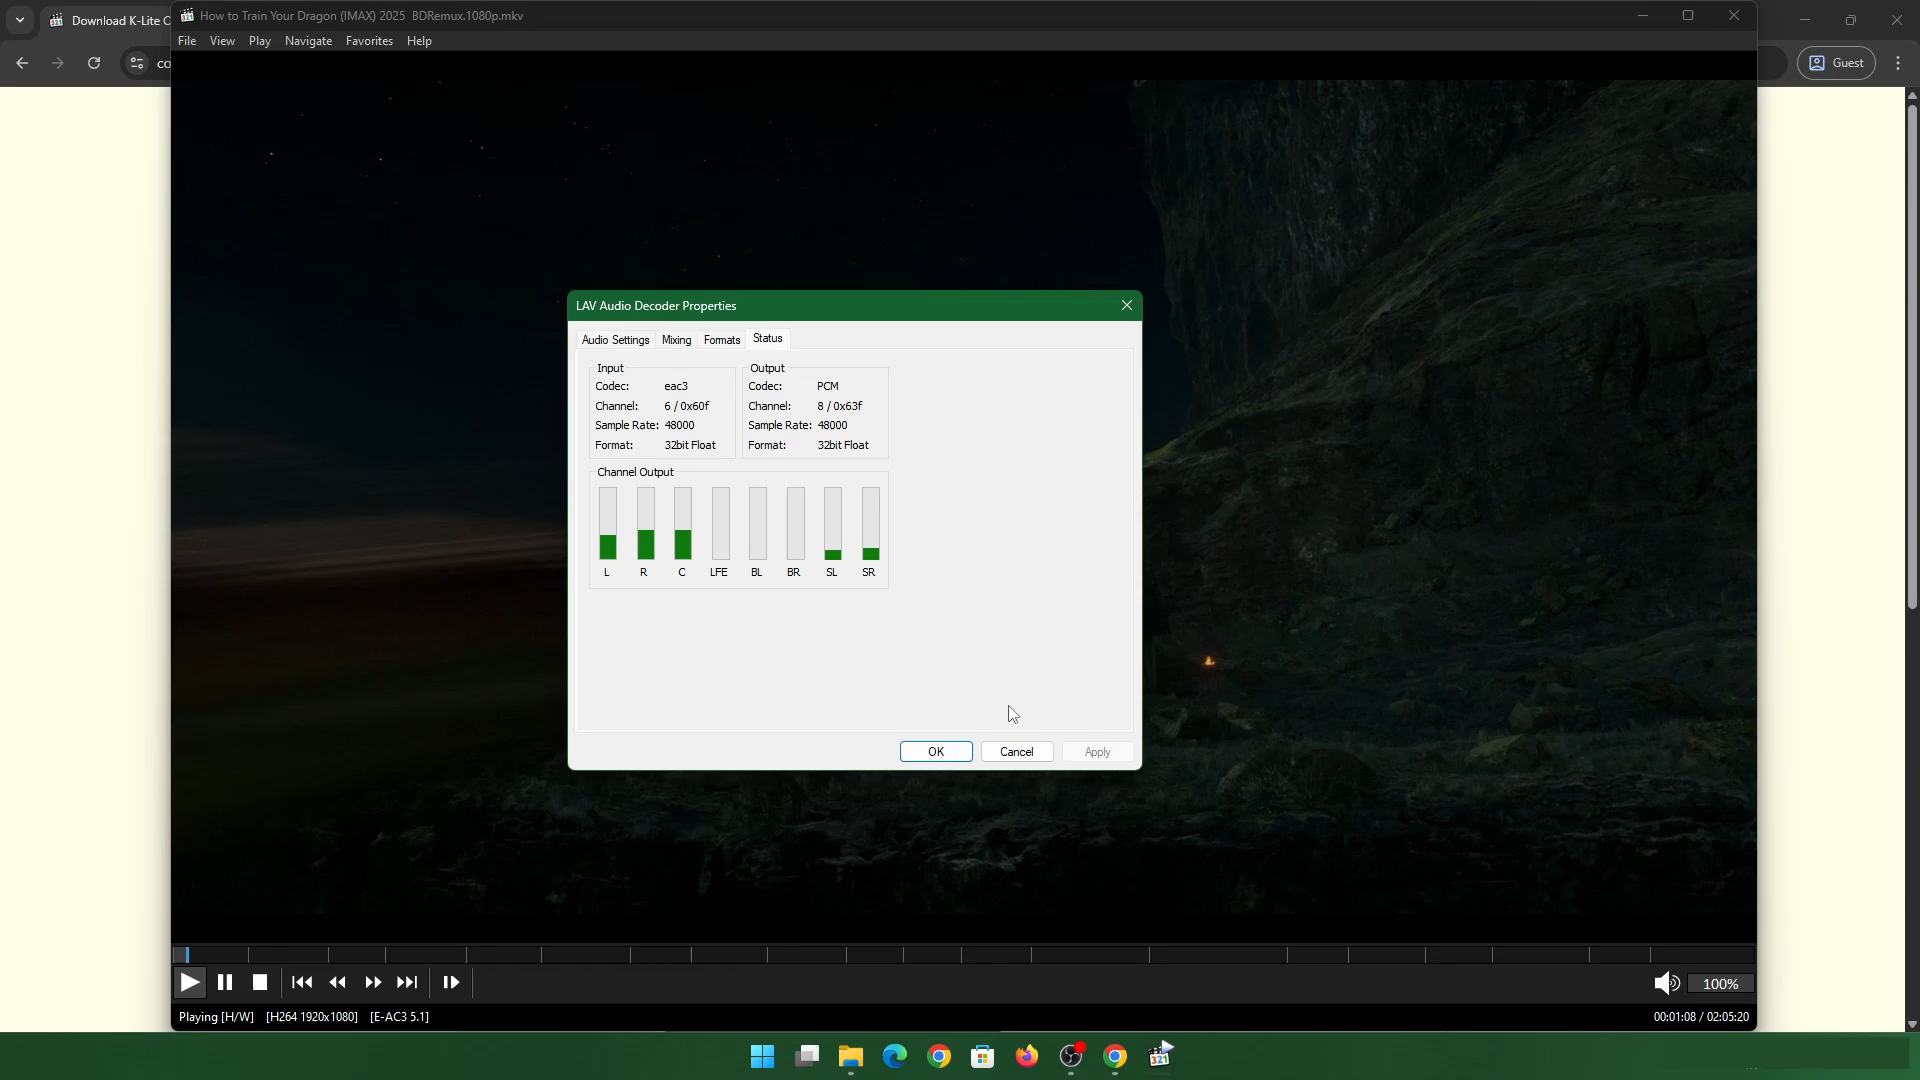 Download K-Lite C
How to Train Your Dragon (IMAX) 2025 BDRemux.1080p.mkv
File View Play Navigate Favorites Help
co
Guest
LAV Audio Decoder Properties
Audio Settings Mixing Formats Status
Input Output
Codec: eac3 Codec: PCM
Channel: 6 / 0x60f Channel: 8 / 0x63f
Sample Rate: 48000 Sample Rate: 48000
Format: 32bit Float Format: 32bit Float
Channel Output
L R C LFE BL BR SL SR
OK Cancel Apply
100%
Playing [H/W] [H264 1920x1080] [E-AC3 5.1] 00:01:08 / 02:05:20
321